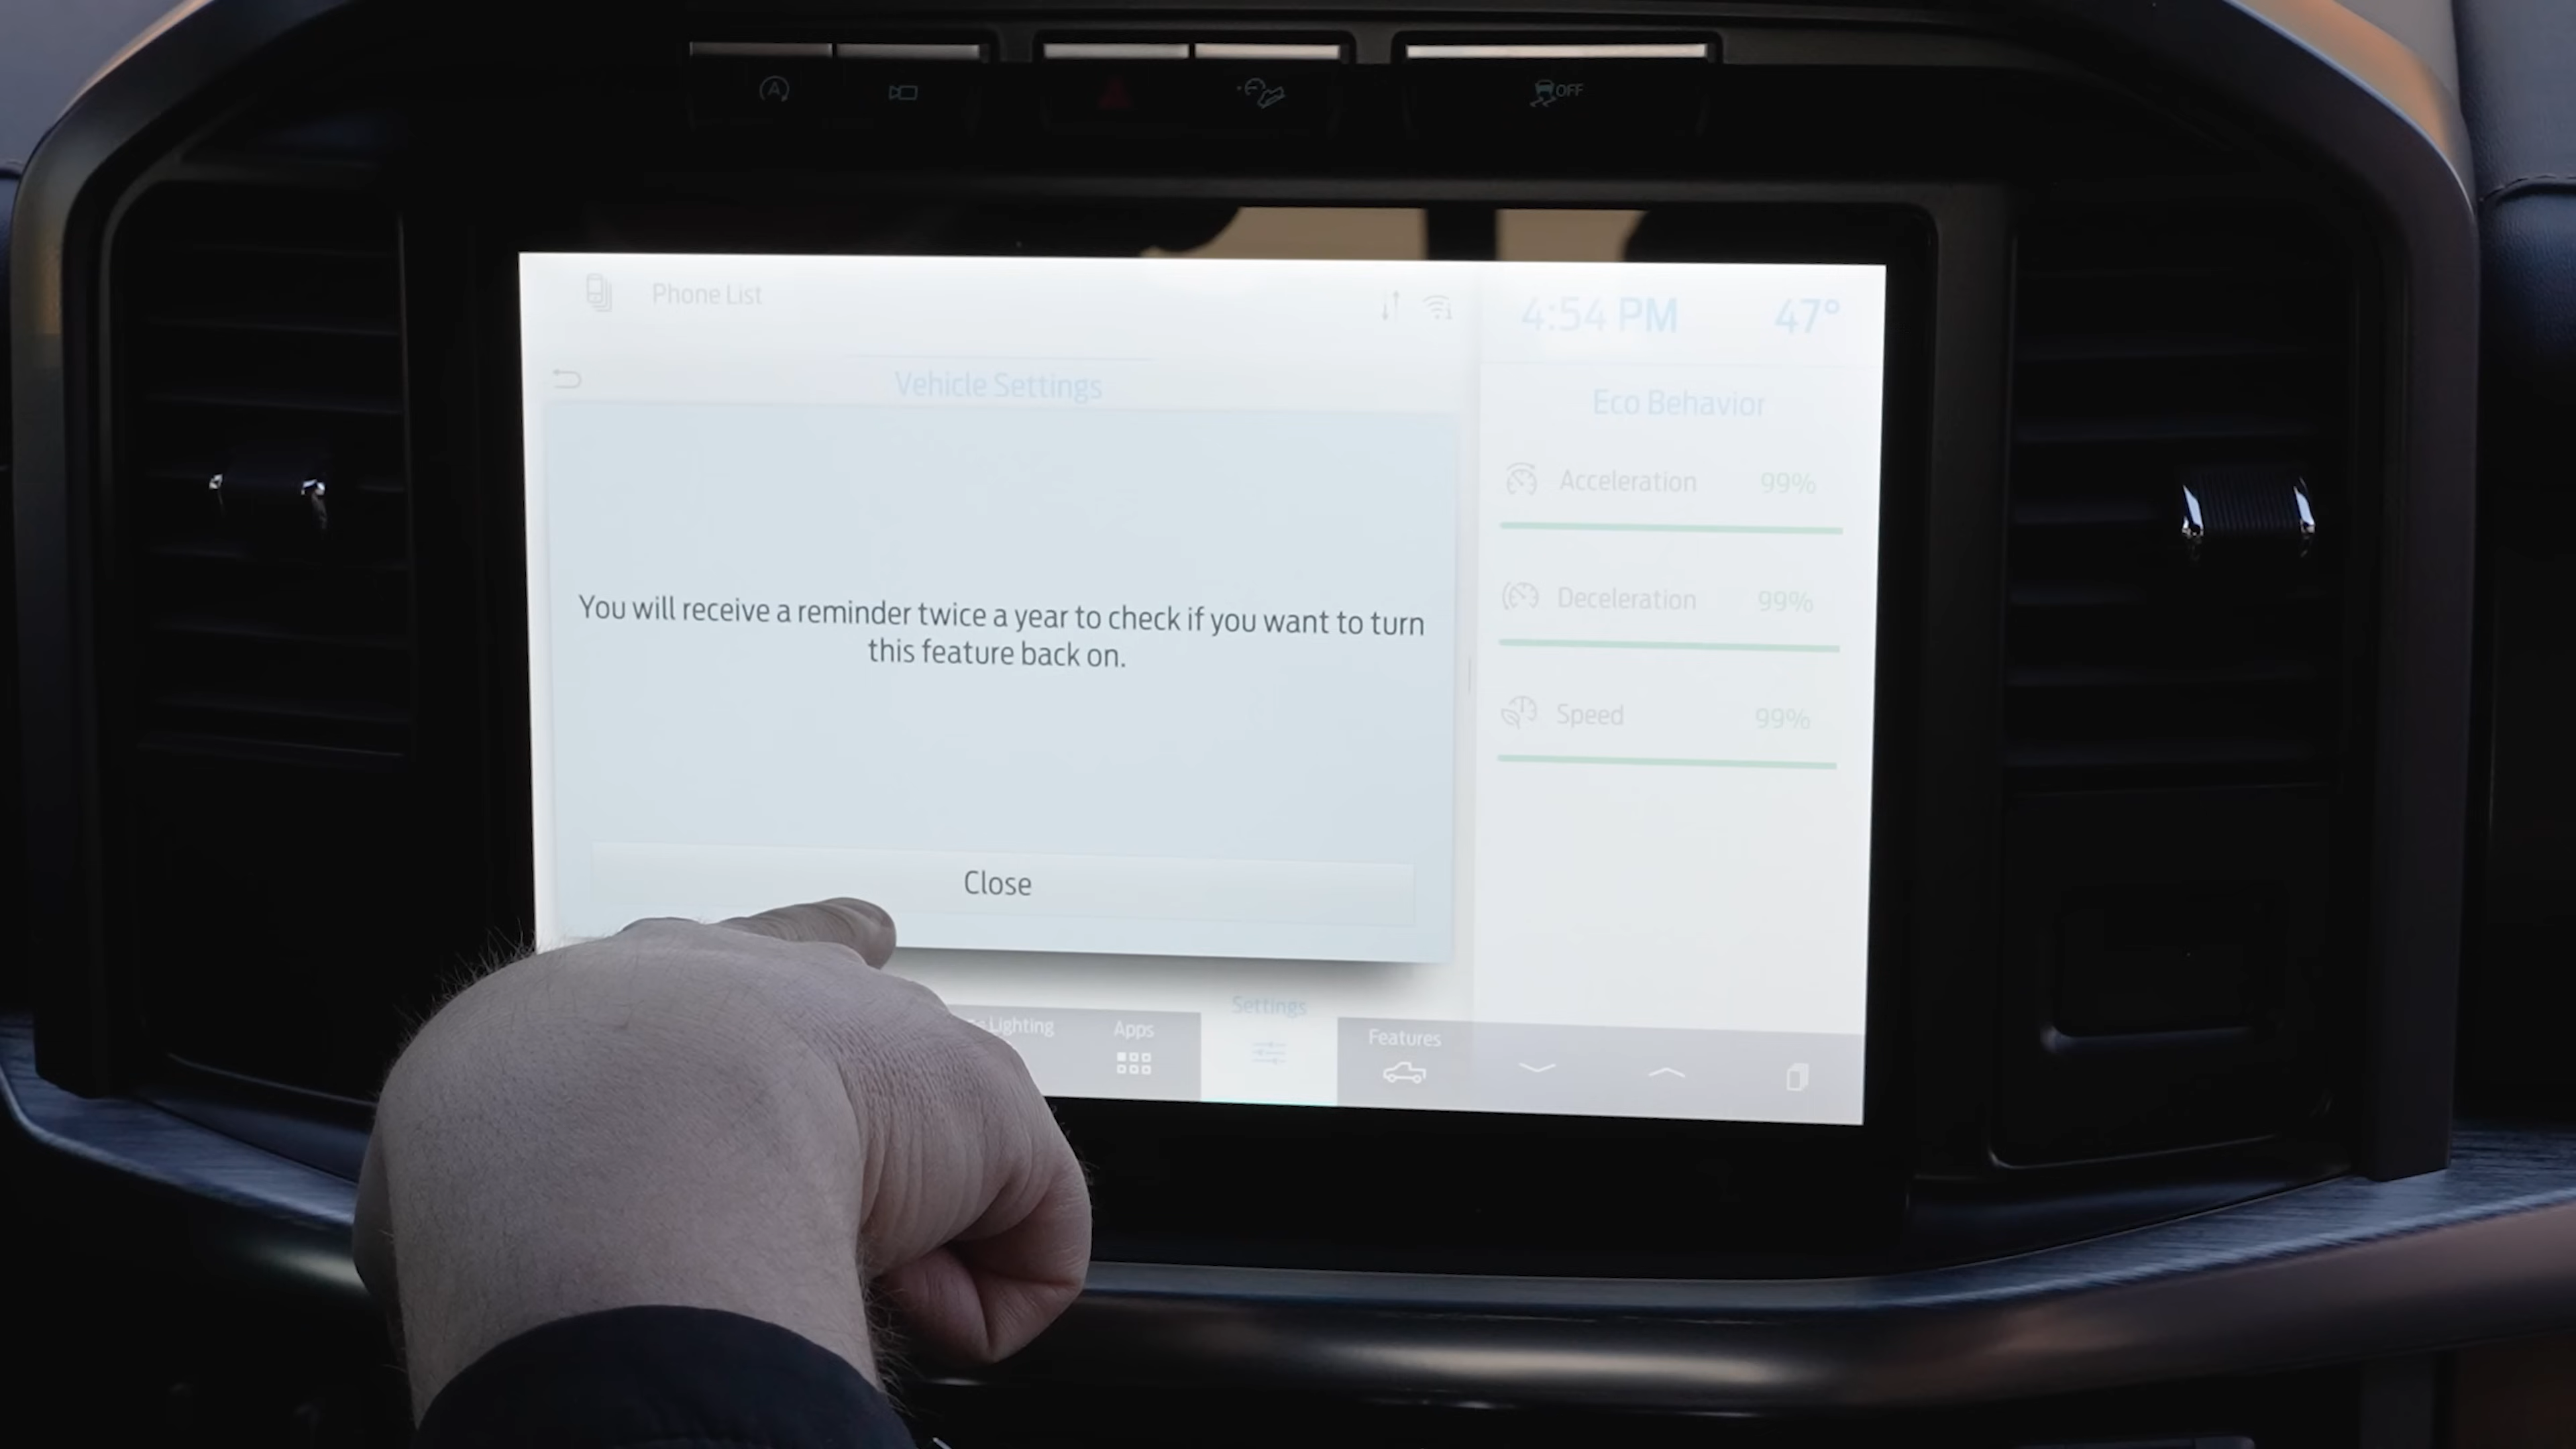 OFF
Phone List
4:54 PM
47°
Vehicle Settings
Eco Behavior
Acceleration 99%
Deceleration 99%
Speed 99%
You will receive a reminder twice a year to check if you want to turn
this feature back on.
Close
Lighting
Apps
Settings
Features